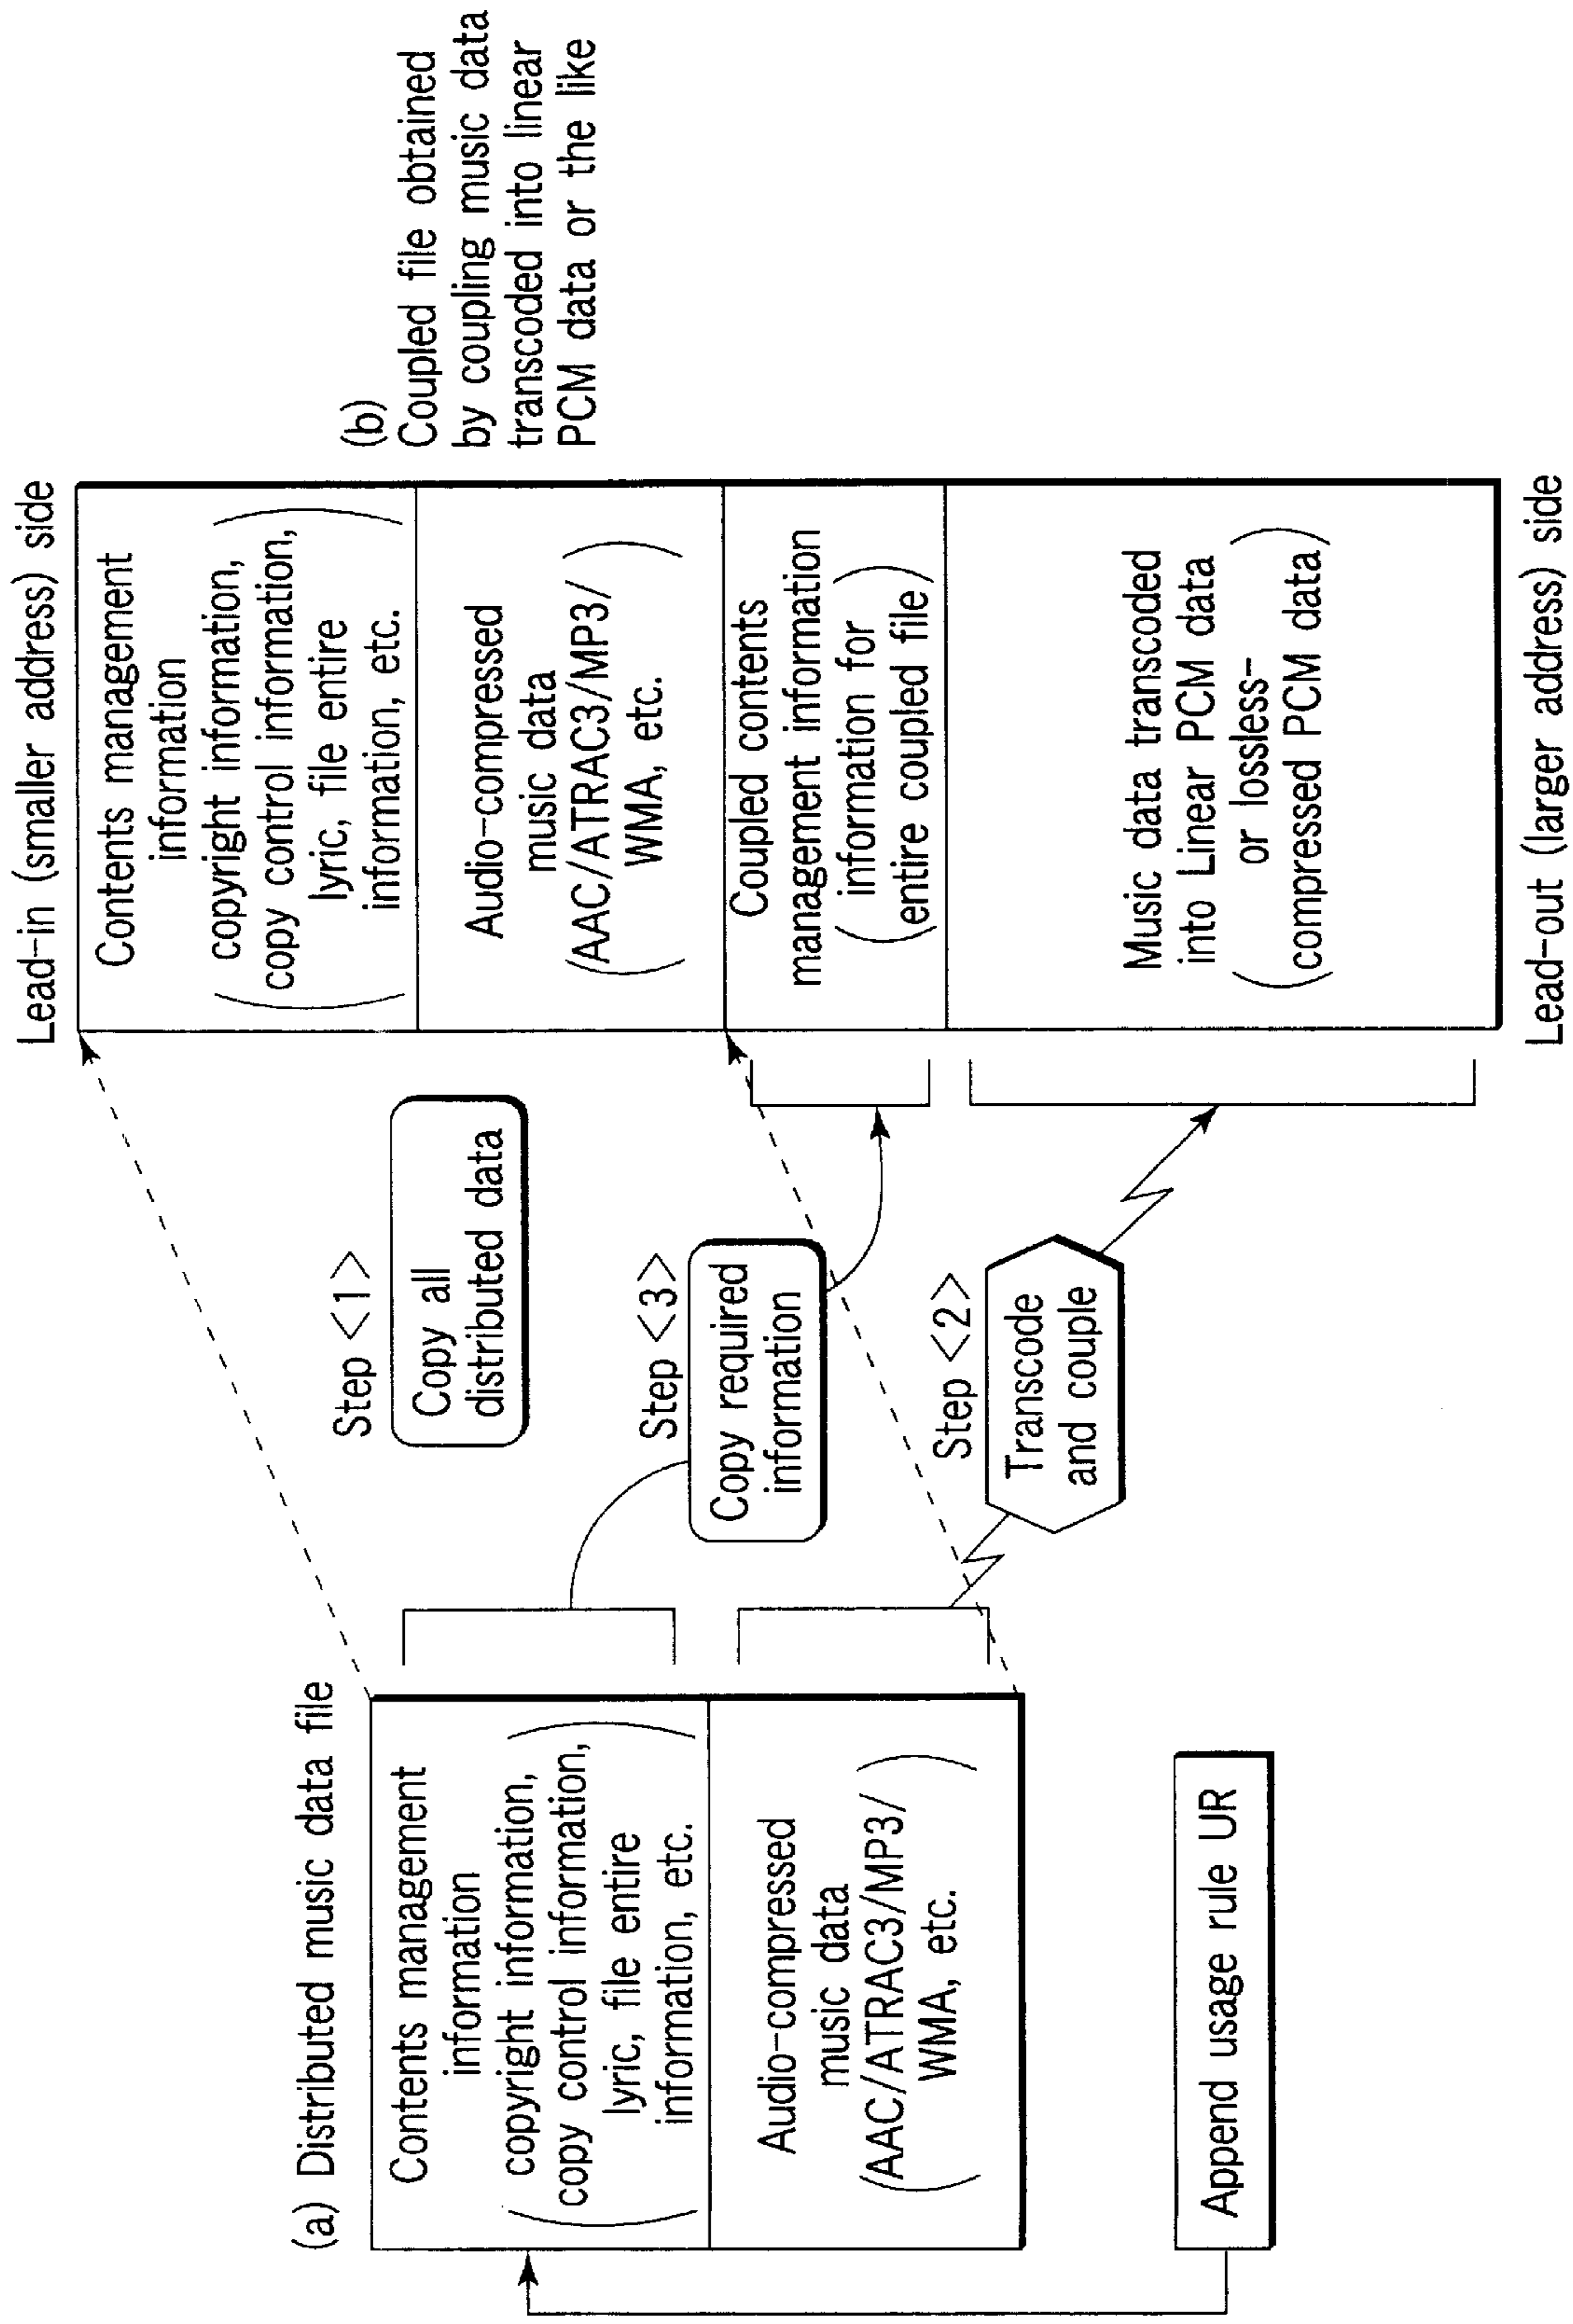 (a) Distributed music data file
Contents management
information
copyright information,
copy control information,
lyric, file entire
information, etc.
Audio-compressed
music data
(AAC/ATRAC3/MP3/
WMA, etc.)
Append usage rule UR
Step <1>
Copy all
distributed data
Step <3>
Copy required
information
Step <2>
Transcode
and couple
Lead-in (smaller address) side
Contents management
information
(copyright information,
copy control information,
lyric, file entire
information, etc.)
Audio-compressed
music data
(AAC/ATRAC3/MP3/
WMA, etc.)
Coupled contents
management information
(information for
entire coupled file)
Music data transcoded
into Linear PCM data
(or lossless-
compressed PCM data)
Lead-out (larger address) side
(b)
Coupled file obtained
by coupling music data
transcoded into linear
PCM data or the like